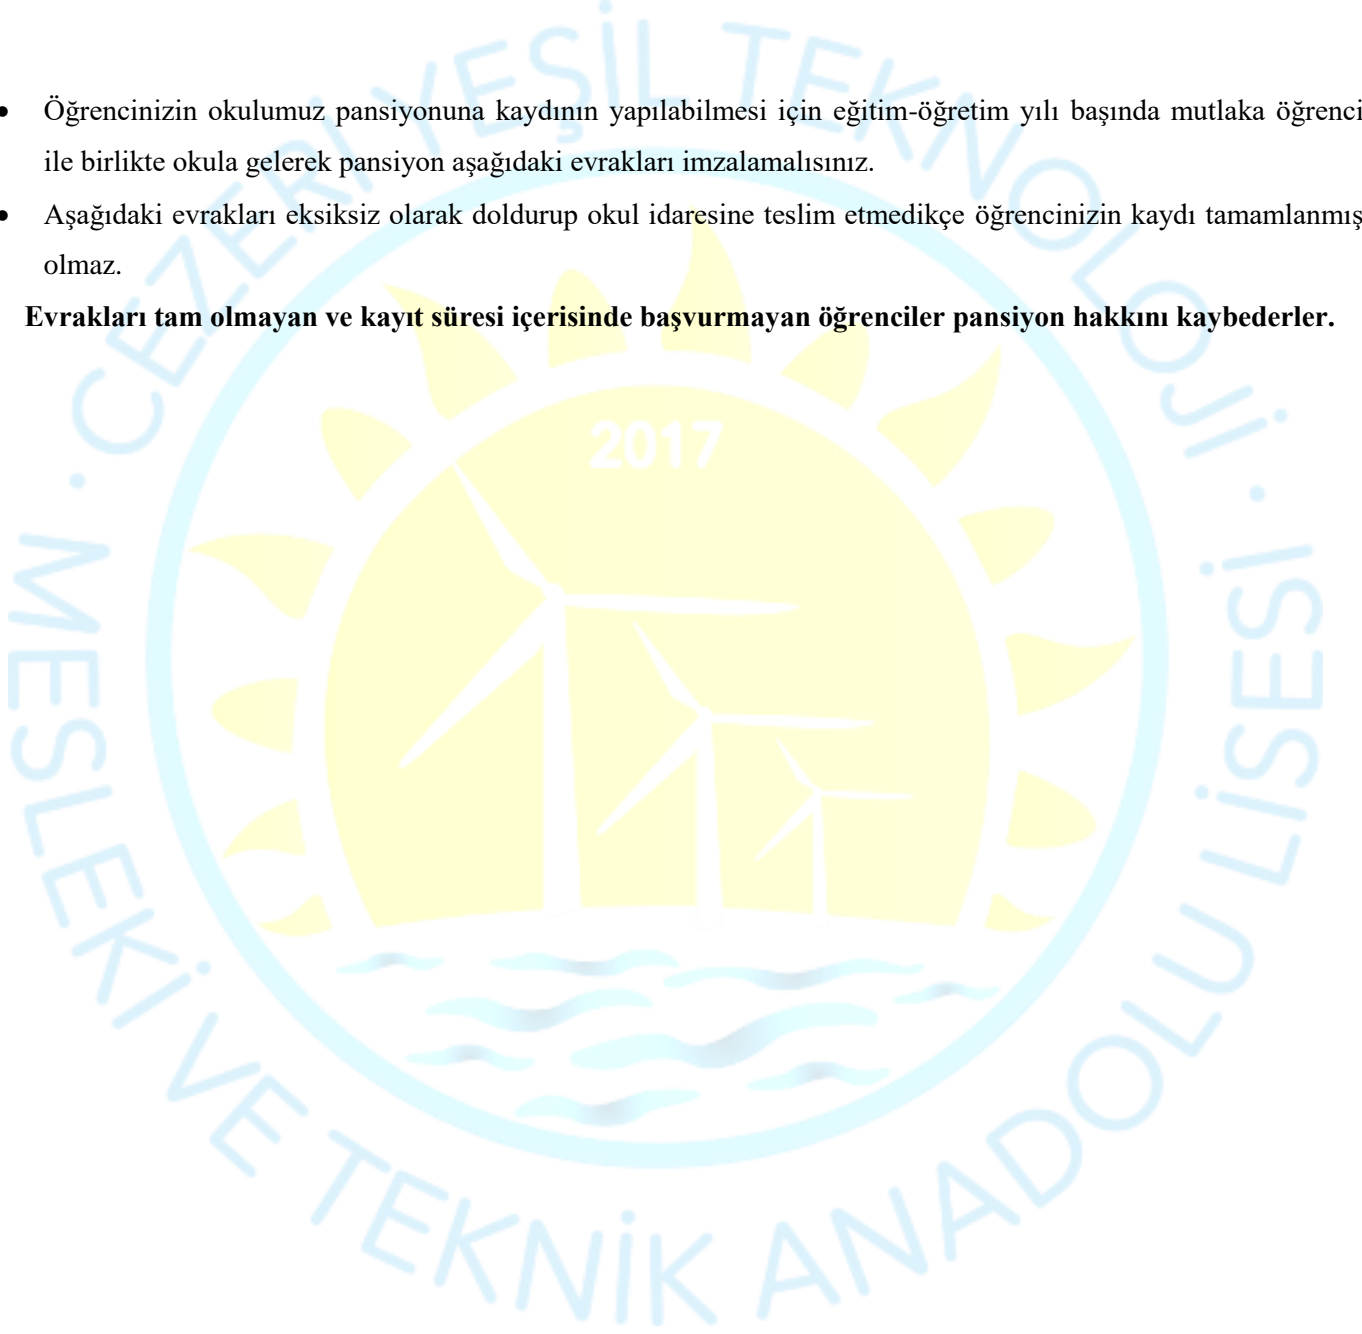 • Öğrencinizin okulumuz pansiyonuna kaydının yapılabilmesi için eğitim-öğretim yılı başında mutlaka öğrenci
ile birlikte okula gelerek pansiyon aşağıdaki evrakları imzalamalısınız.
• Aşağıdaki evrakları eksiksiz olarak doldurup okul idaresine teslim etmedikçe öğrencinizin kaydı tamamlanmış
olmaz.
Evrakları tam olmayan ve kayıt süresi içerisinde başvurmayan öğrenciler pansiyon hakkını kaybederler.
• CEZERİ YEŞİL TEKNOLOJİ •
2017
MESLEKİ VE TEKNİK ANADOLU LİSESİ